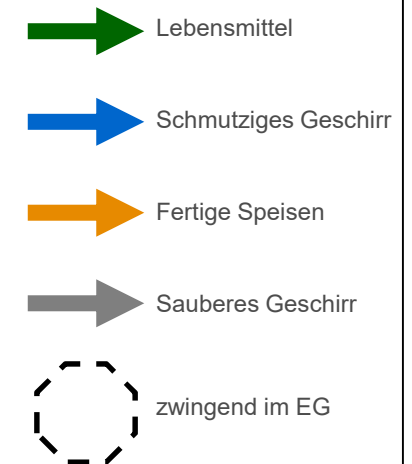 Lebensmittel
Schmutziges Geschirr
Fertige Speisen
Sauberes Geschirr
zwingend im EG